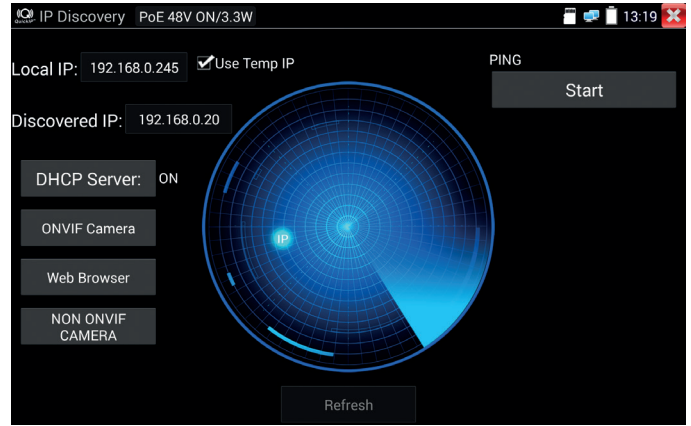 IP Discovery PoE 48V ON/3.3W 13:19
Local IP: 192.168.0.245 Use Temp IP
PING
Start
Discovered IP: 192.168.0.20
DHCP Server: ON
ONVIF Camera
IP
Web Browser
NON ONVIF
CAMERA
Refresh